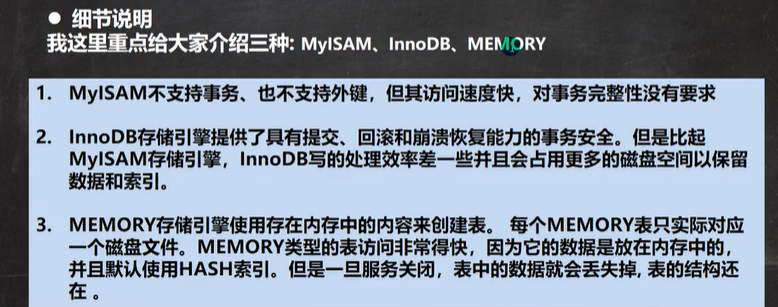 ● 细节说明
我这里重点给大家介绍三种: MyISAM、InnoDB、MEMORY
1. MyISAM不支持事务、也不支持外键，但其访问速度快，对事务完整性没有要求
2. InnoDB存储引擎提供了具有提交、回滚和崩溃恢复能力的事务安全。但是比起
MyISAM存储引擎，InnoDB写的处理效率差一些并且会占用更多的磁盘空间以保留
数据和索引。
3. MEMORY存储引擎使用存在内存中的内容来创建表。 每个MEMORY表只实际对应
一个磁盘文件。MEMORY类型的表访问非常得快，因为它的数据是放在内存中的，
并且默认使用HASH索引。但是一旦服务关闭，表中的数据就会丢失掉, 表的结构还
在 。